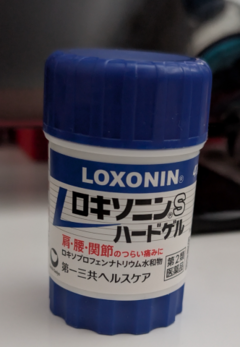 LOXONIN®
ロキソニンS
ハードゲル
肩・腰・関節のつらい痛みに
ロキソプロフェンナトリウム水和物
第2類
医薬品
第一三共ヘルスケア